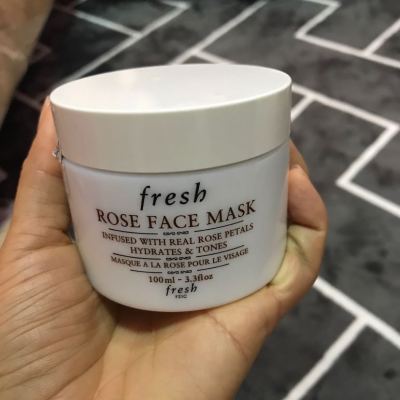 fresh
ROSE FACE MASK
INFUSED WITH REAL ROSE PETALS
HYDRATES & TONES
MASQUE A LA ROSE POUR LE VISAGE
100ml - 3.3floz
fresh